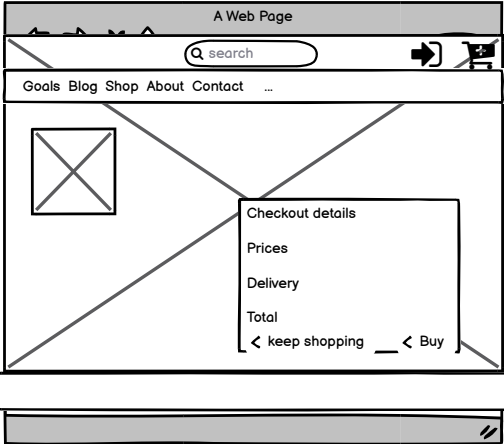 A Web Page
search
Goals Blog Shop About Contact ...
Checkout details
Prices
Delivery
Total
< keep shopping < Buy